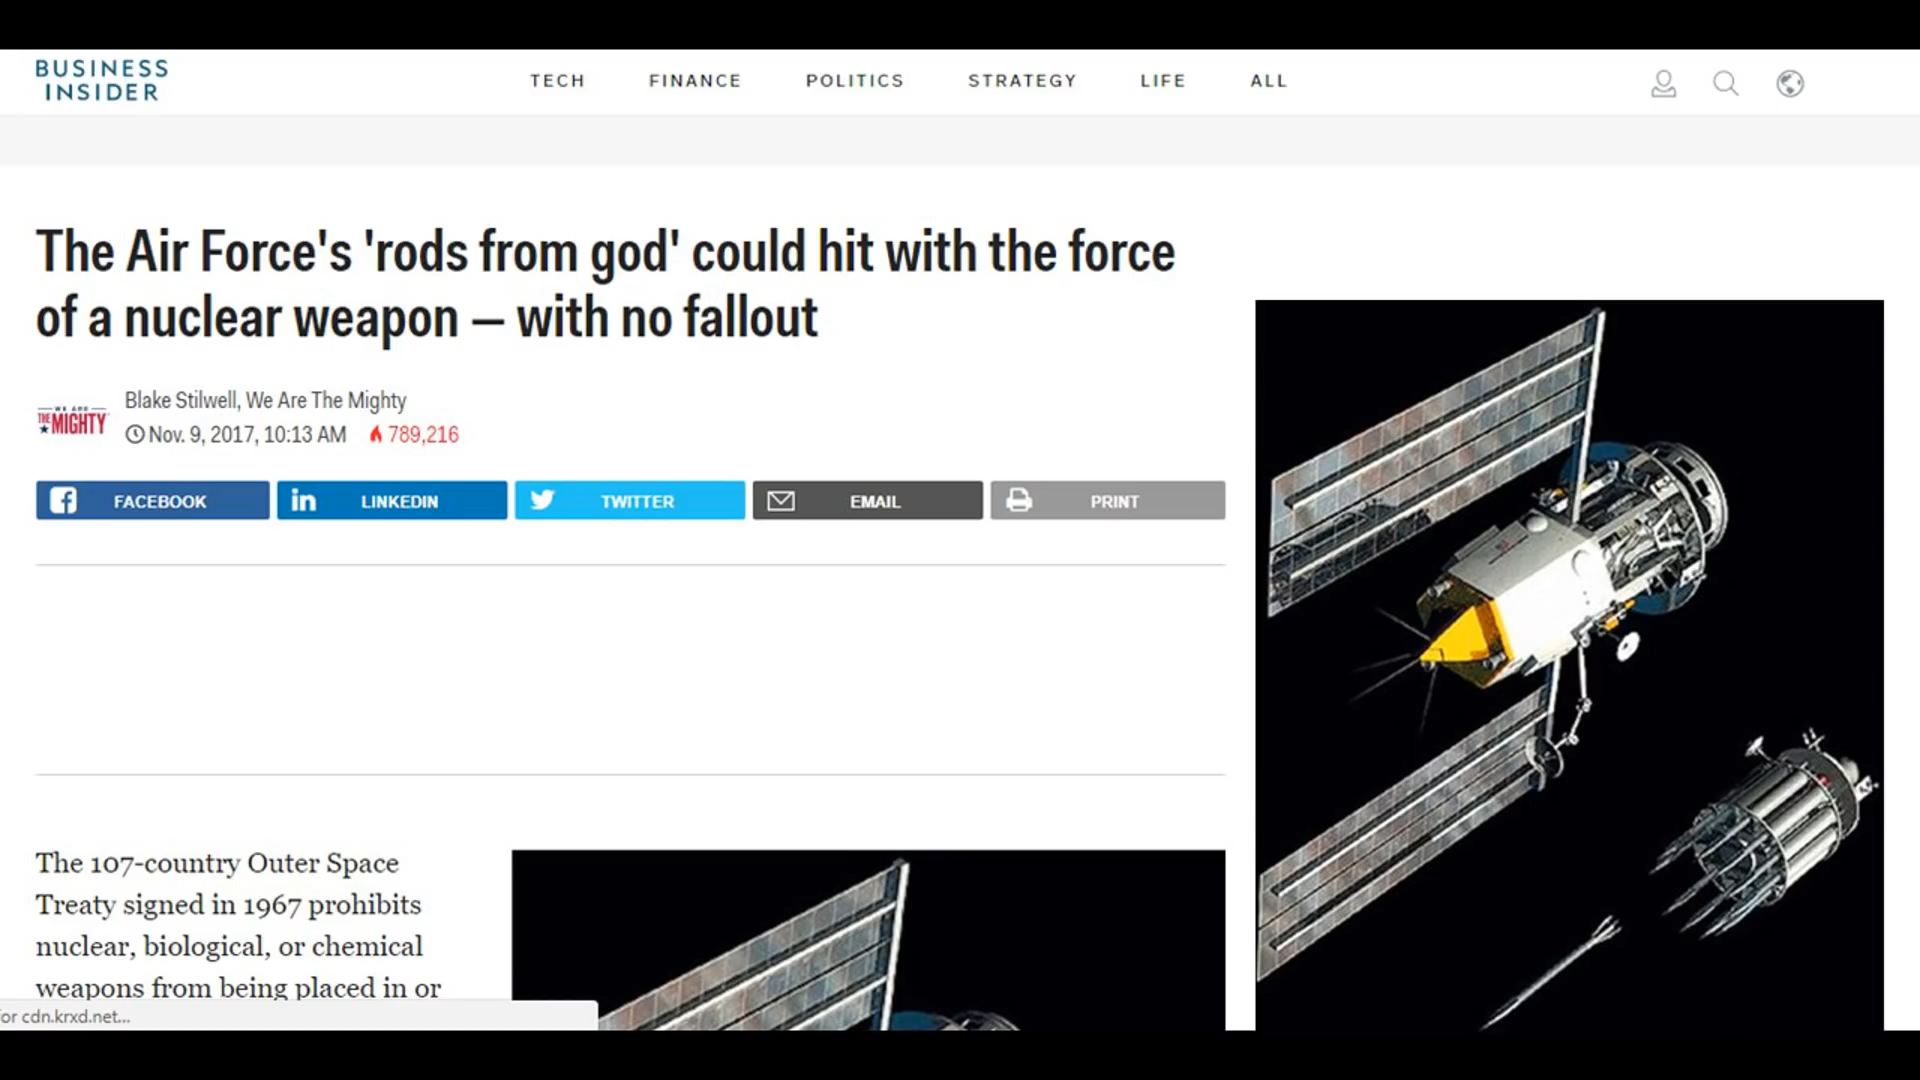 BUSINESS
INSIDER
TECH FINANCE POLITICS STRATEGY LIFE ALL
The Air Force's 'rods from god' could hit with the force
of a nuclear weapon — with no fallout
WE ARE
THE MIGHTY
Blake Stilwell, We Are The Mighty
Nov. 9, 2017, 10:13 AM 789,216
FACEBOOK LINKEDIN TWITTER EMAIL PRINT
The 107-country Outer Space
Treaty signed in 1967 prohibits
nuclear, biological, or chemical
weapons from being placed in or
or cdn.krxd.net...